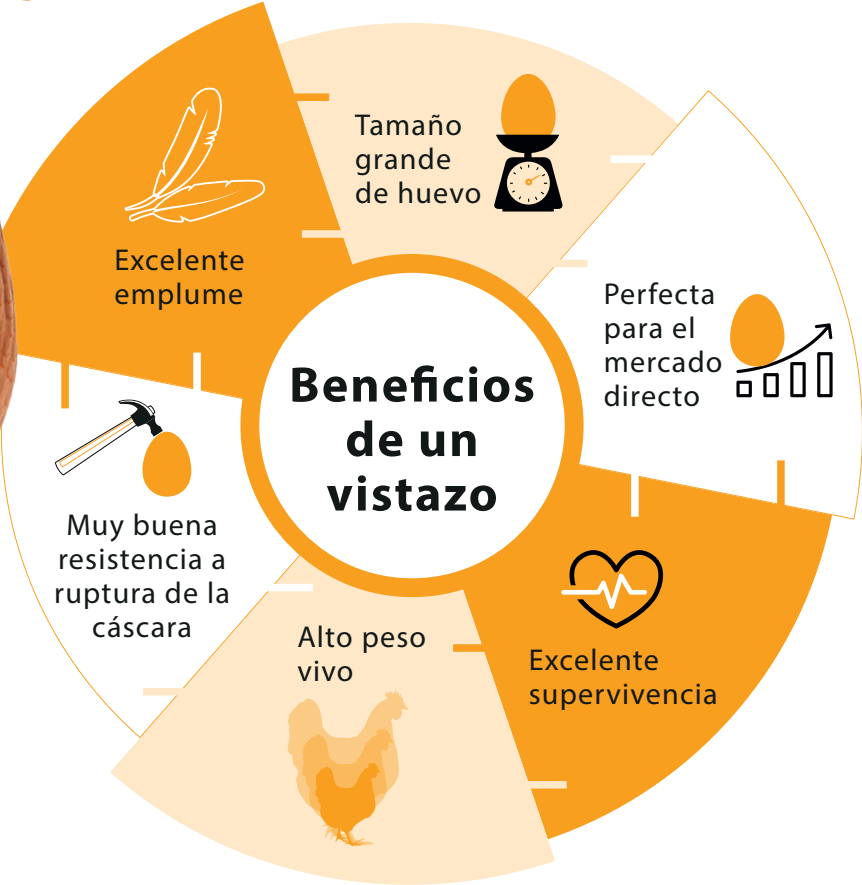 Beneficios
de un
vistazo
Tamaño
grande
de huevo
Perfecta
para el
mercado
directo
Excelente
supervivencia
Alto peso
vivo
Muy buena
resistencia a
ruptura de la
cáscara
Excelente
emplume